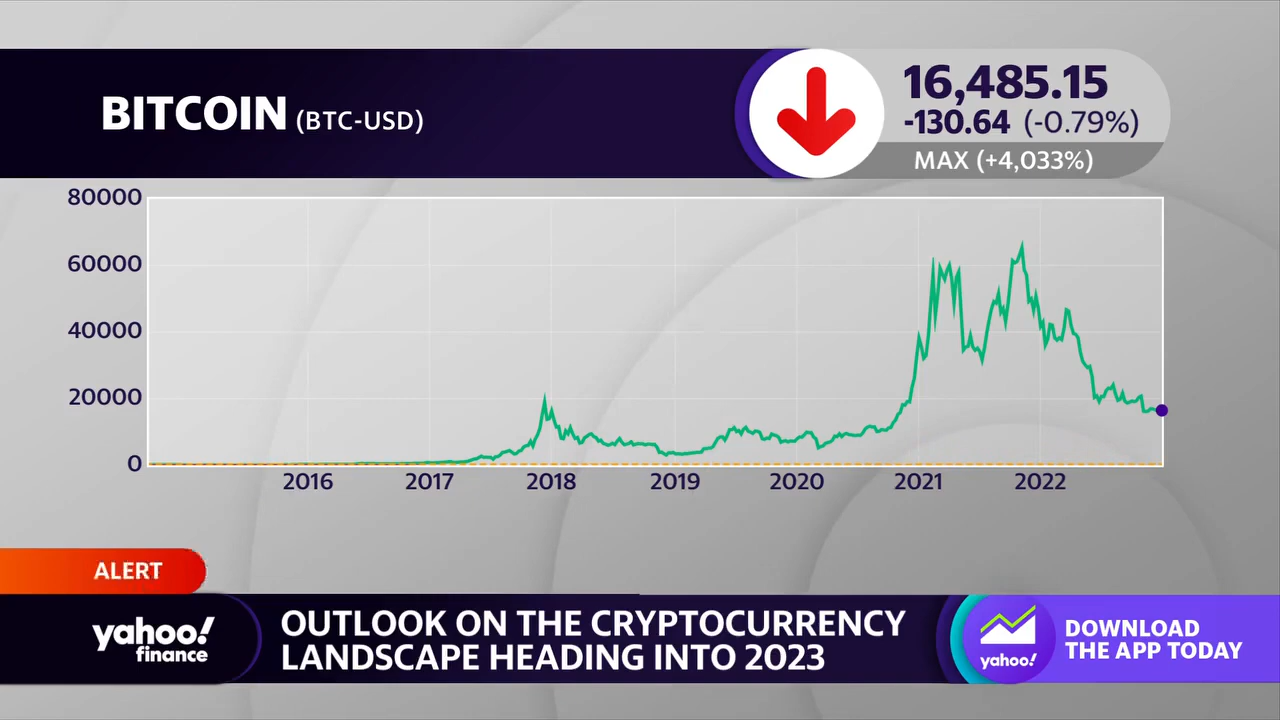 BITCOIN (BTC-USD)
16,485.15
-130.64 (-0.79%)
MAX (+4,033%)
80000
60000
40000
20000
0
2016 2017 2018 2019 2020 2021 2022
ALERT
yahoo!
finance
OUTLOOK ON THE CRYPTOCURRENCY
LANDSCAPE HEADING INTO 2023
yahoo!
DOWNLOAD
THE APP TODAY